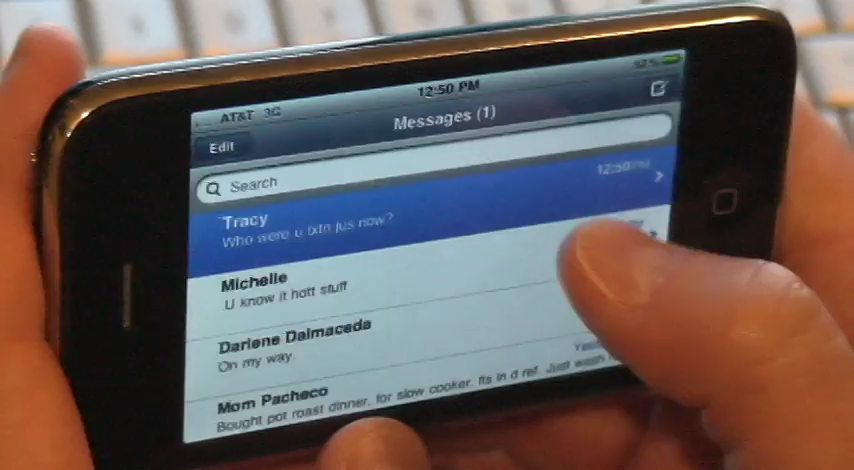 AT&T 3G 12:50 PM 92%
Messages (1)
Edit
Search
Tracy 12:50 PM
Who were u txtn jus now?
Michelle
U know it hott stuff
Darlene Dalmaceda
On my way.
Mom Pacheco
Bought pot roast dinner. for slow cooker. Its in d ref. Just wash